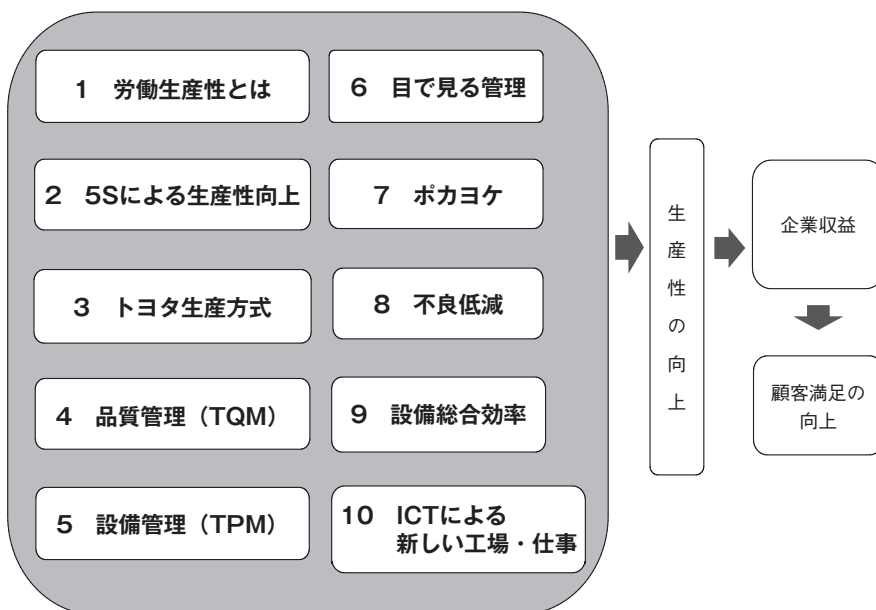 1 労働生産性とは
2 5Sによる生産性向上
3 トヨタ生産方式
4 品質管理（TQM）
5 設備管理（TPM）
6 目で見る管理
7 ポカヨケ
8 不良低減
9 設備総合効率
10 ICTによる
新しい工場・仕事
生産性の向上
企業収益
顧客満足の
向上